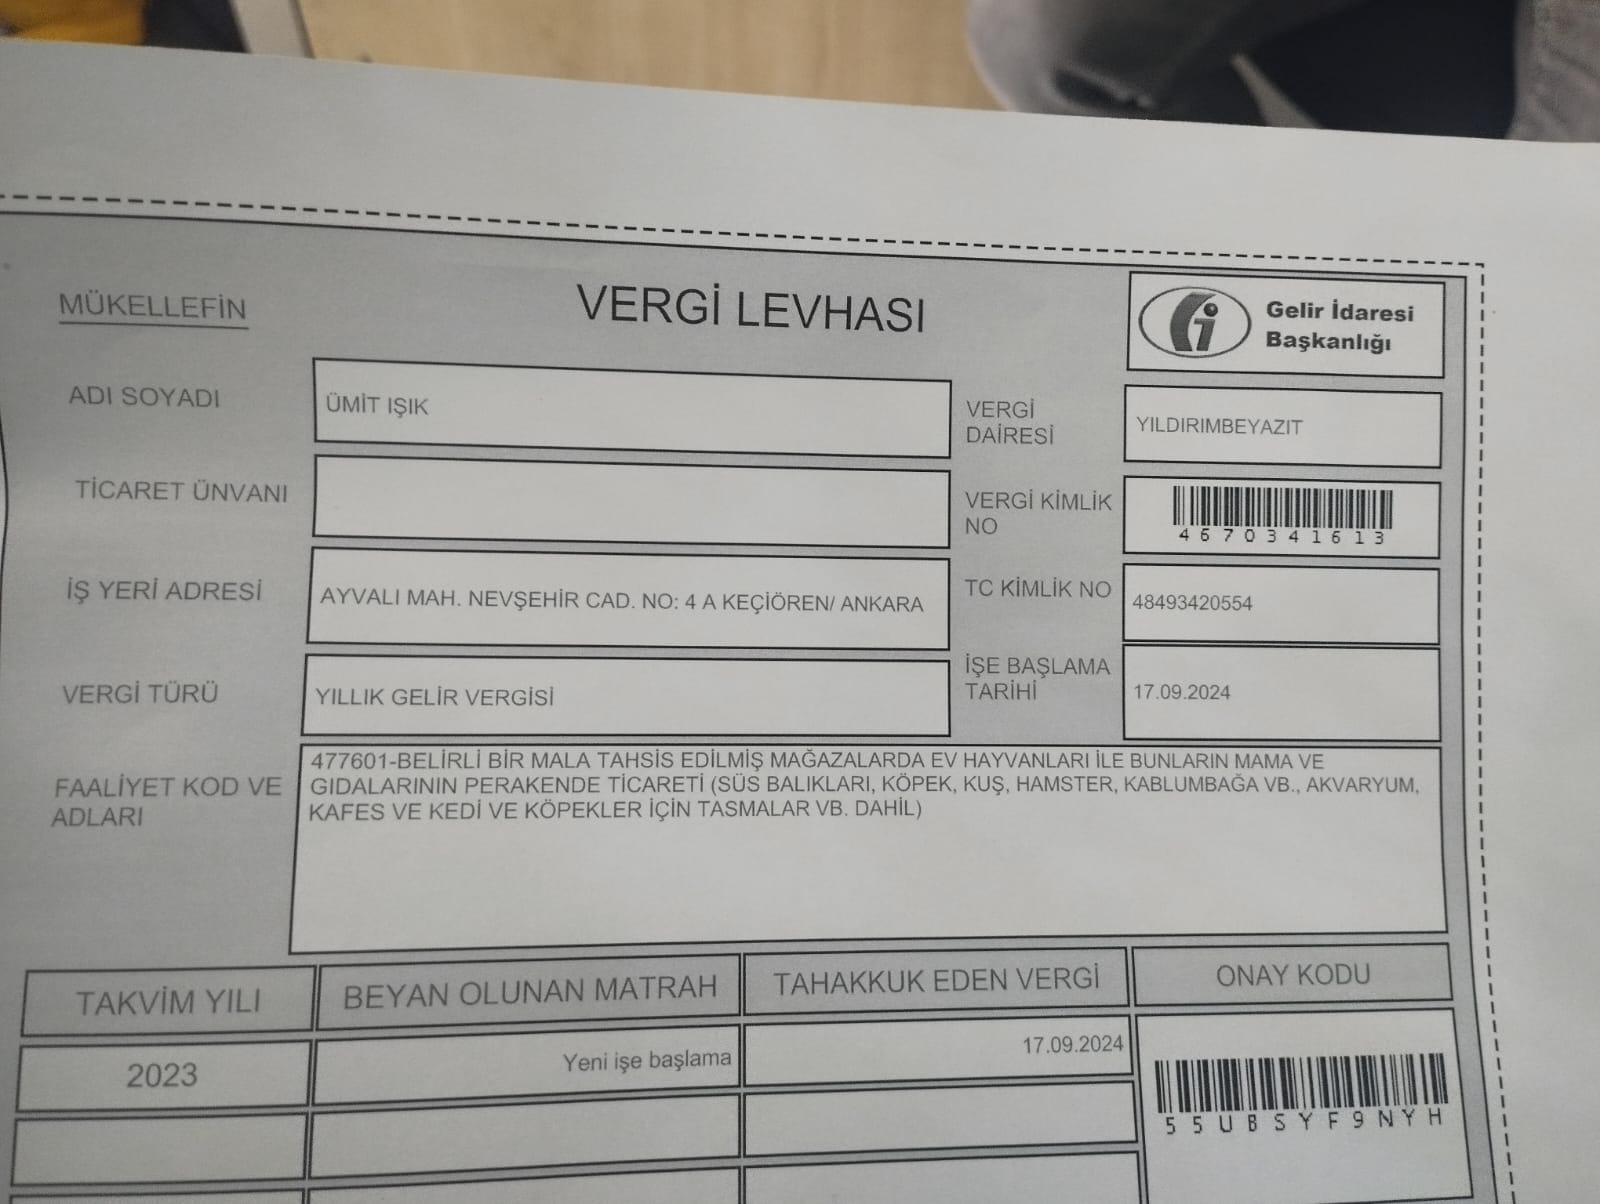 MÜKELLEFİN
VERGİ LEVHASI
Gelir İdaresi
Başkanlığı
ADI SOYADI
ÜMİT IŞIK
VERGİ
DAİRESİ
YILDIRIMBEYAZIT
TİCARET ÜNVANI
VERGİ KİMLİK
NO
4670341613
İŞ YERİ ADRESİ
AYVALI MAH. NEVŞEHİR CAD. NO: 4 A KEÇİÖREN/ ANKARA
TC KİMLİK NO
48493420554
VERGİ TÜRÜ
YILLIK GELİR VERGİSİ
İŞE BAŞLAMA
TARİHİ
17.09.2024
FAALİYET KOD VE
ADLARI
477601-BELİRLİ BİR MALA TAHSİS EDİLMİŞ MAĞAZALARDA EV HAYVANLARI İLE BUNLARIN MAMA VE
GIDALARININ PERAKENDE TİCARETİ (SÜS BALIKLARI, KÖPEK, KUŞ, HAMSTER, KABLUMBAĞA VB., AKVARYUM,
KAFES VE KEDİ VE KÖPEKLER İÇİN TASMALAR VB. DAHİL)
TAKVİM YILI
BEYAN OLUNAN MATRAH
TAHAKKUK EDEN VERGİ
ONAY KODU
2023
Yeni işe başlama
17.09.2024
55UBSYF9NYH